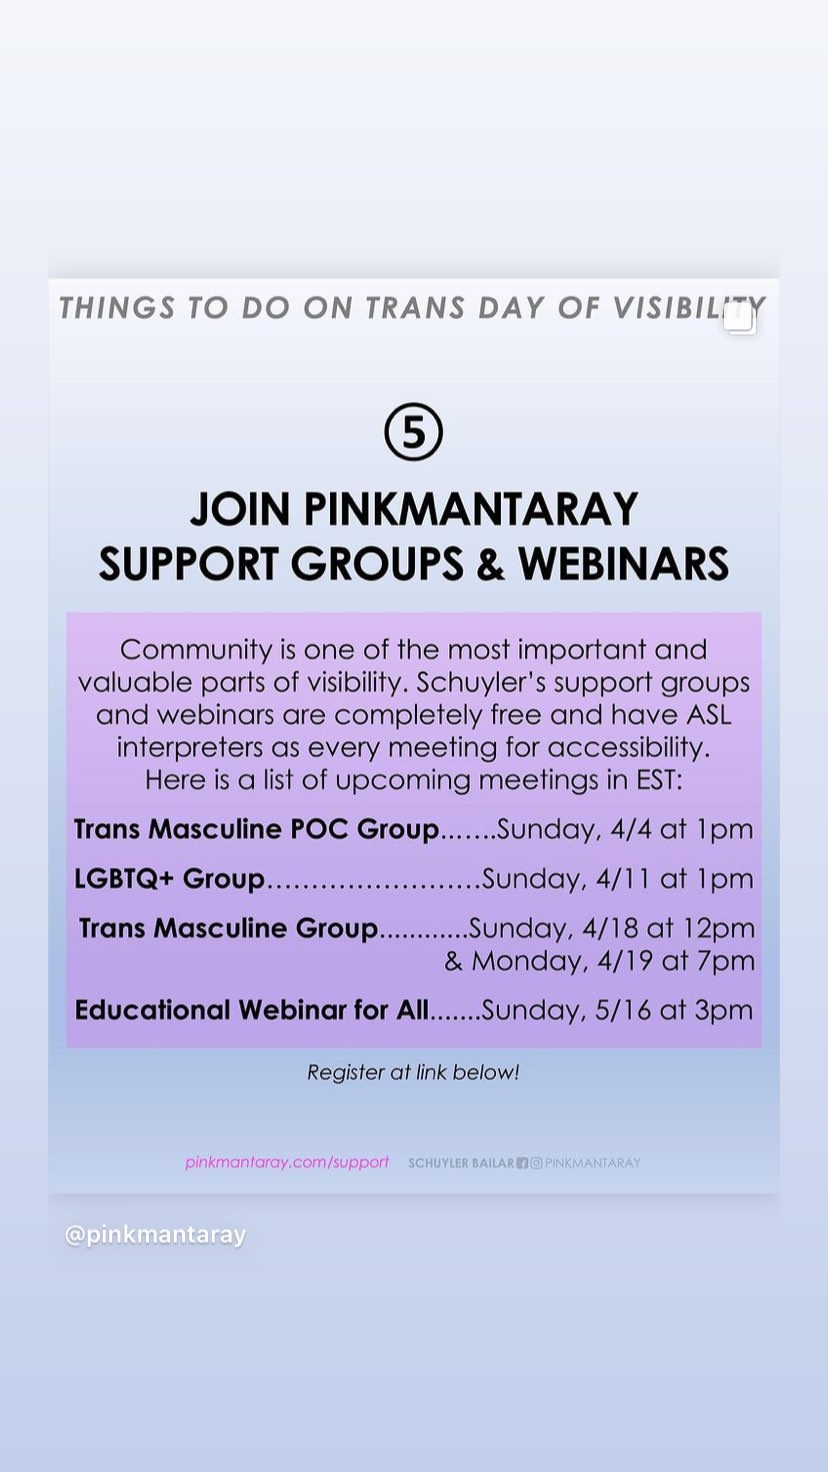 THINGS TO DO ON TRANS DAY OF VISIBILITY
5
JOIN PINKMANTARAY
SUPPORT GROUPS & WEBINARS
Community is one of the most important and
valuable parts of visibility. Schuyler’s support groups
and webinars are completely free and have ASL
interpreters as every meeting for accessibility.
Here is a list of upcoming meetings in EST:
Trans Masculine POC Group.......Sunday, 4/4 at 1pm
LGBTQ+ Group........................Sunday, 4/11 at 1pm
Trans Masculine Group............Sunday, 4/18 at 12pm
& Monday, 4/19 at 7pm
Educational Webinar for All.......Sunday, 5/16 at 3pm
Register at link below!
pinkmantaray.com/support SCHUYLER BAILAR PINKMANTARAY
@pinkmantaray